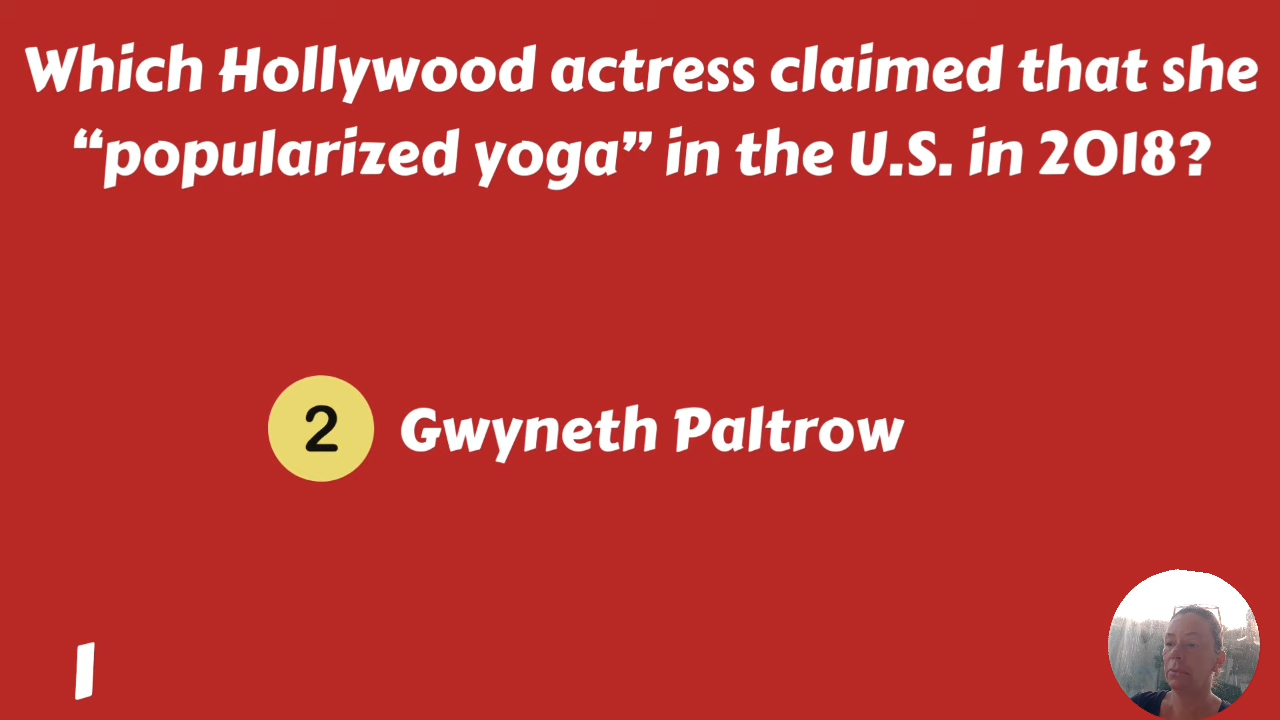 Which Hollywood actress claimed that she
“popularized yoga” in the U.S. in 2018?
2 Gwyneth Paltrow
1